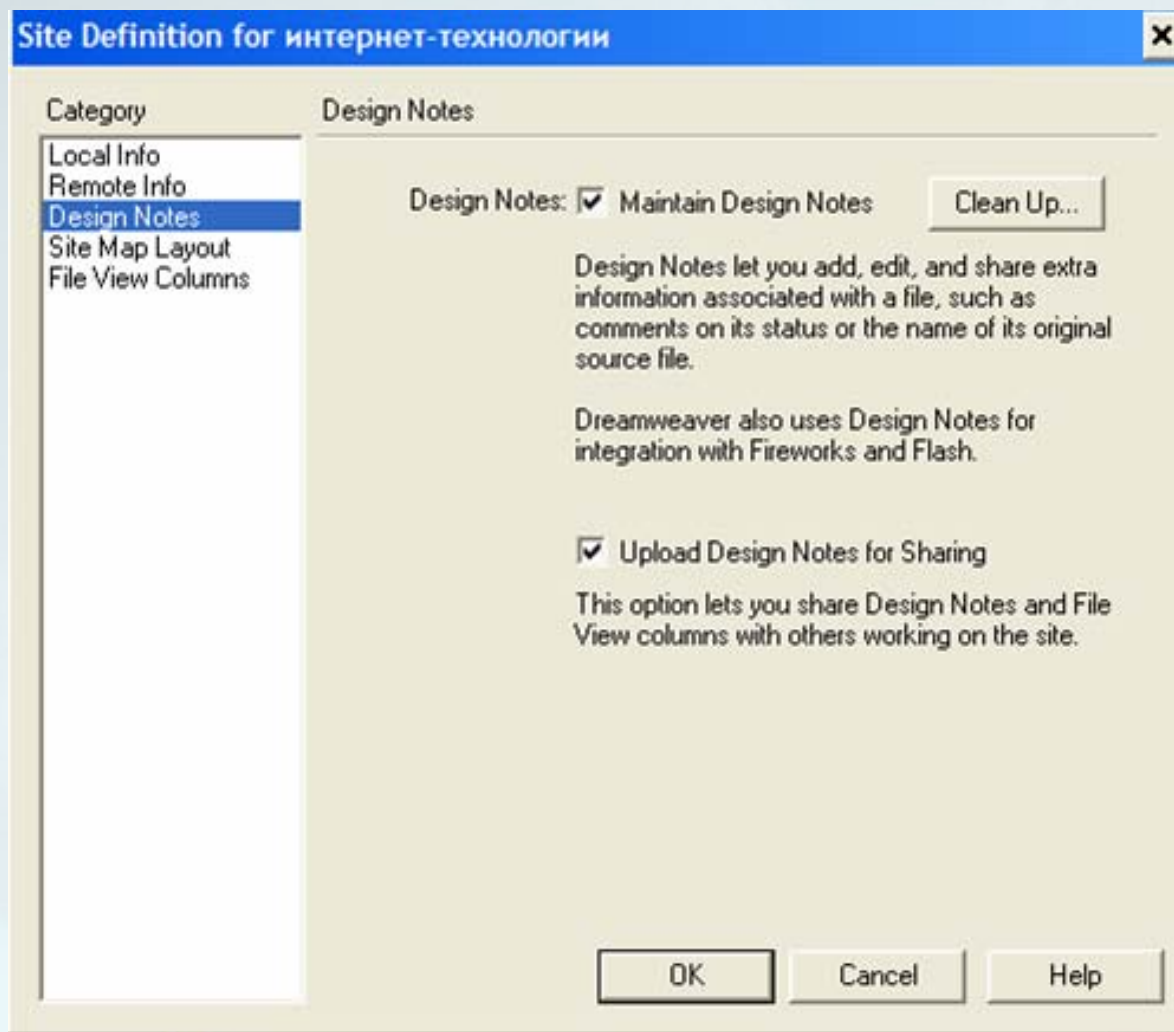 Site Definition for интернет-технологии
Category
Local Info
Remote Info
Design Notes
Site Map Layout
File View Columns
Design Notes
Design Notes: Maintain Design Notes Clean Up...
Design Notes let you add, edit, and share extra
information associated with a file, such as
comments on its status or the name of its original
source file.
Dreamweaver also uses Design Notes for
integration with Fireworks and Flash.
Upload Design Notes for Sharing
This option lets you share Design Notes and File
View columns with others working on the site.
OK Cancel Help